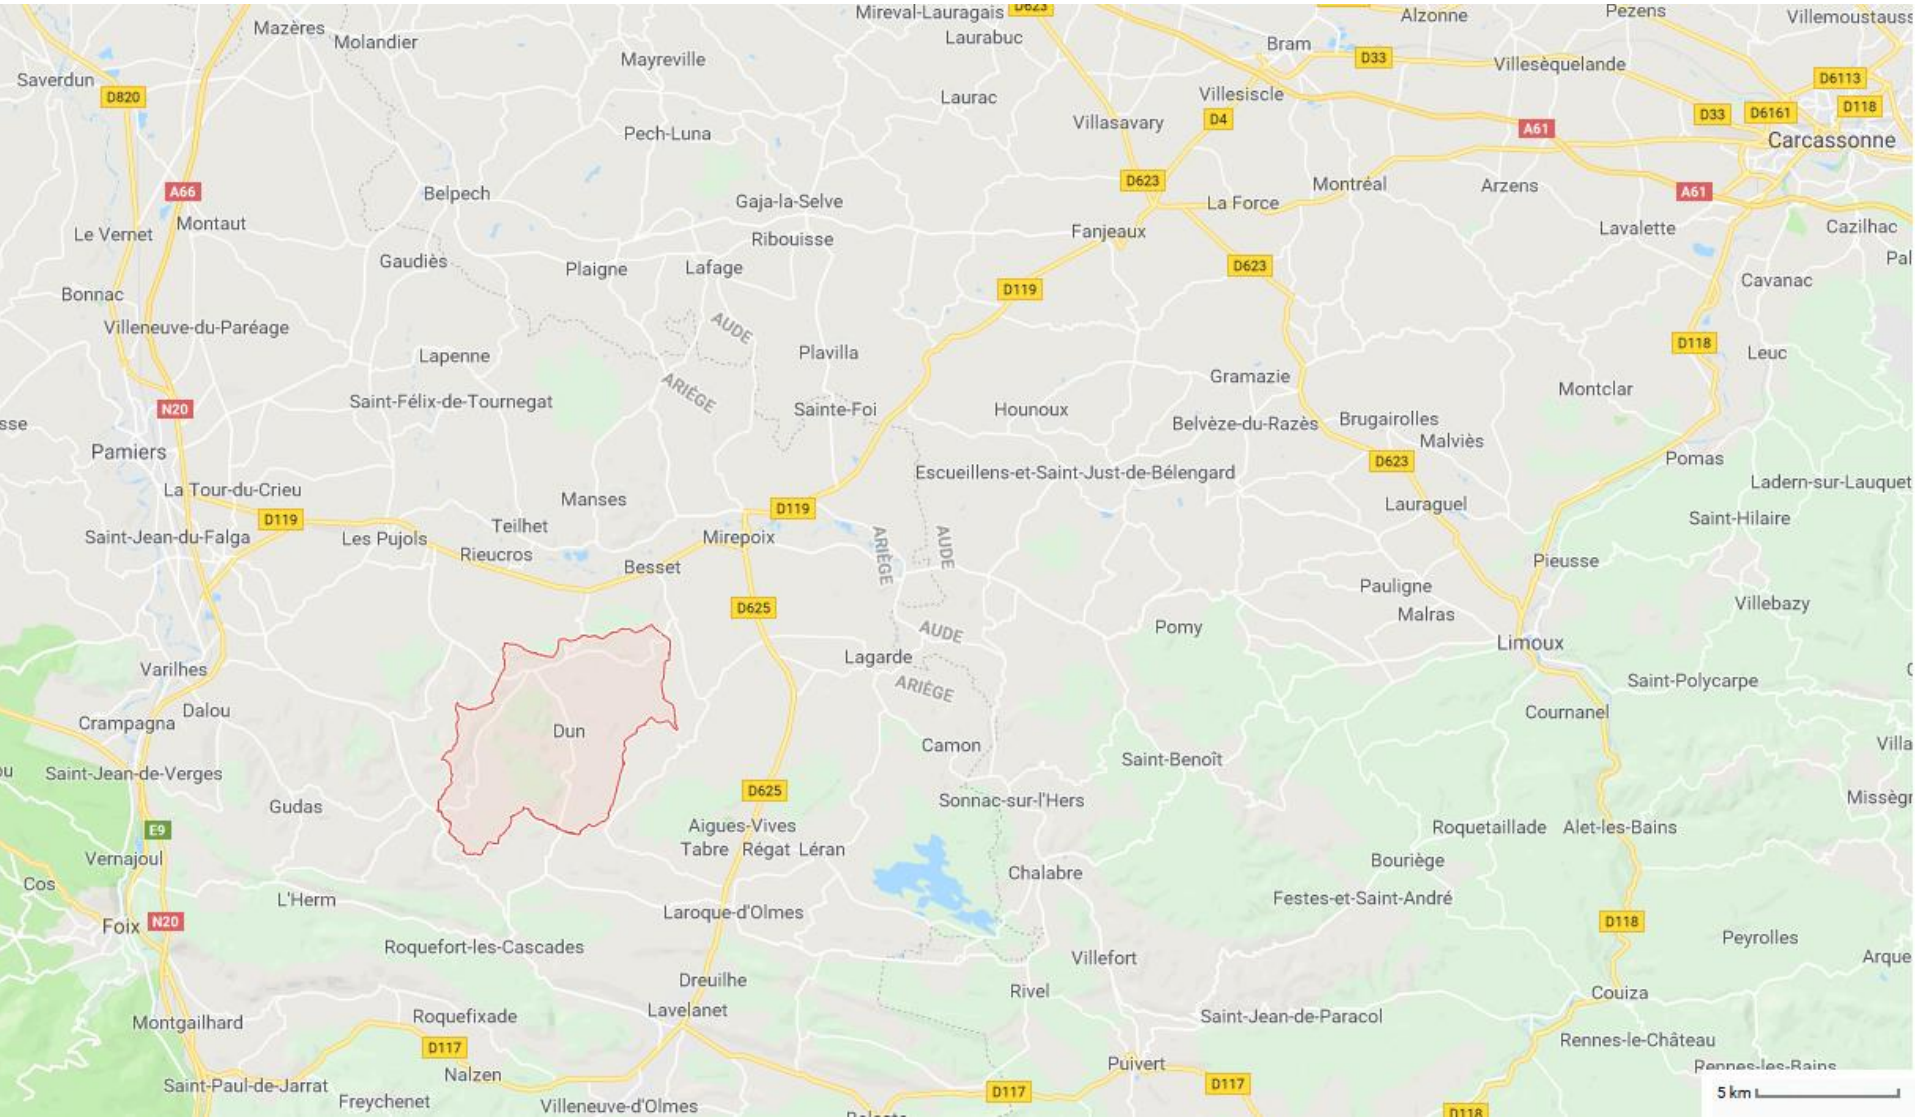 Mireval-Lauragais
D623
Alzonne
Pezens
Villemoustauss
Mazères
Molandier
Laurabuc
Bram
D33
Villesèquelande
Saverdun
Mayreville
D6113
D820
Laurac
Villesiscle
D33
D6161
D118
Villasavary
D4
A61
Carcassonne
Pech-Luna
A66
Belpech
D623
Montréal
Arzens
A61
Gaja-la-Selve
La Force
Le Vernet
Montaut
Ribouisse
Fanjeaux
Lavalette
Cazilhac
Gaudiès
Plaigne
Lafage
D623
Pal
Bonnac
D119
Cavanac
Villeneuve-du-Paréage
AUDE
Lapenne
Plavilla
D118
Leuc
ARIÈGE
Gramazie
Montclar
N20
Saint-Félix-de-Tournegat
Sainte-Foi
Hounoux
sse
Belvèze-du-Razès
Brugairolles
Malviès
Pamiers
D623
Pomas
Escueillens-et-Saint-Just-de-Bélengard
Ladern-sur-Lauquet
La Tour-du-Crieu
Manses
D119
Lauraguel
D119
Teilhet
Saint-Hilaire
Saint-Jean-du-Falga
Les Pujols
Rieucros
Mirepoix
ARIÈGE
AUDE
Besset
Pieusse
D625
Pauligne
Malras
Villebazy
AUDE
Pomy
Limoux
Varilhes
Lagarde
ARIÈGE
Saint-Polycarpe
Crampagna
Dalou
Dun
Cournanel
Camon
Saint-Benoît
Villa
ou
Saint-Jean-de-Verges
Gudas
D625
Sonnac-sur-l'Hers
Missègr
E9
Aigues-Vives
Roquetaillade
Alet-les-Bains
Vernajoul
Tabre
Régat
Léran
Bouriège
Cos
L'Herm
Chalabre
Festes-et-Saint-André
Foix
N20
Laroque-d'Olmes
D118
Roquefort-les-Cascades
Villefort
Peyrolles
Arque
Dreuilhe
Rivel
Couiza
Montgailhard
Roquefixade
Lavelanet
Saint-Jean-de-Paracol
D117
Rennes-le-Château
Nalzen
Puivert
Rennes-les-Bains
Saint-Paul-de-Jarrat
Freychenet
Villeneuve-d'Olmes
D117
D117
5 km
D118